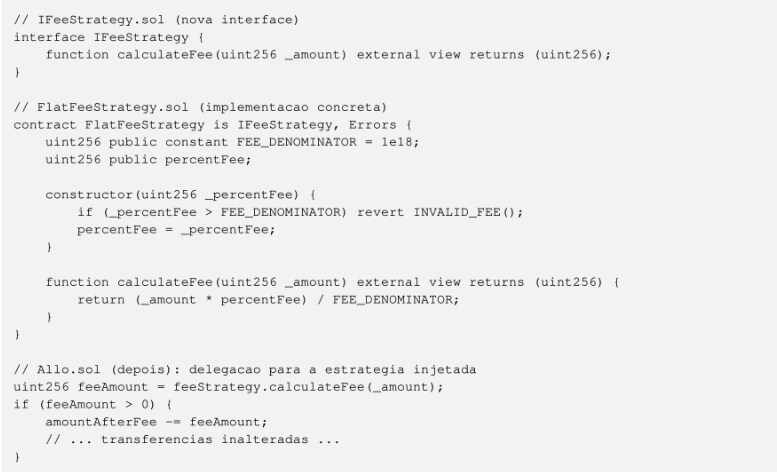 // IFeeStrategy.sol (nova interface)
interface IFeeStrategy {
    function calculateFee(uint256 _amount) external view returns (uint256);
}

// FlatFeeStrategy.sol (implementacao concreta)
contract FlatFeeStrategy is IFeeStrategy, Errors {
    uint256 public constant FEE_DENOMINATOR = 1e18;
    uint256 public percentFee;

    constructor(uint256 _percentFee) {
        if (_percentFee > FEE_DENOMINATOR) revert INVALID_FEE();
        percentFee = _percentFee;
    }

    function calculateFee(uint256 _amount) external view returns (uint256) {
        return (_amount * percentFee) / FEE_DENOMINATOR;
    }
}

// Allo.sol (depois): delegacao para a estrategia injetada
uint256 feeAmount = feeStrategy.calculateFee(_amount);
if (feeAmount > 0) {
    amountAfterFee -= feeAmount;
    // ... transferencias inalteradas ...
}